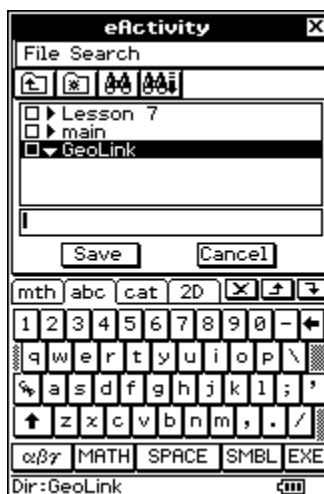 eActivity X
File Search
Lesson 7
main
GeoLink
Save Cancel
mth abc cat 2D
1 2 3 4 5 6 7 8 9 0 - ←
q w e r t y u i o p \
a s d f g h j k l ; '
↑ z x c v b n m , . /
αβγ MATH SPACE SMBL EXE
Dir:GeoLink